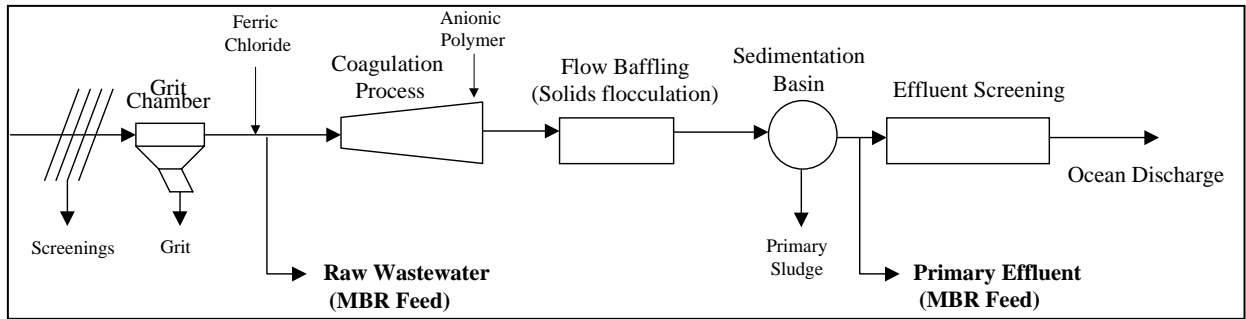 Ferric
Chloride
Anionic
Polymer
Grit
Chamber
Coagulation
Process
Flow Baffling
(Solids flocculation)
Sedimentation
Basin
Effluent Screening
Ocean Discharge
Screenings
Grit
Primary
Sludge
Raw Wastewater
(MBR Feed)
Primary Effluent
(MBR Feed)